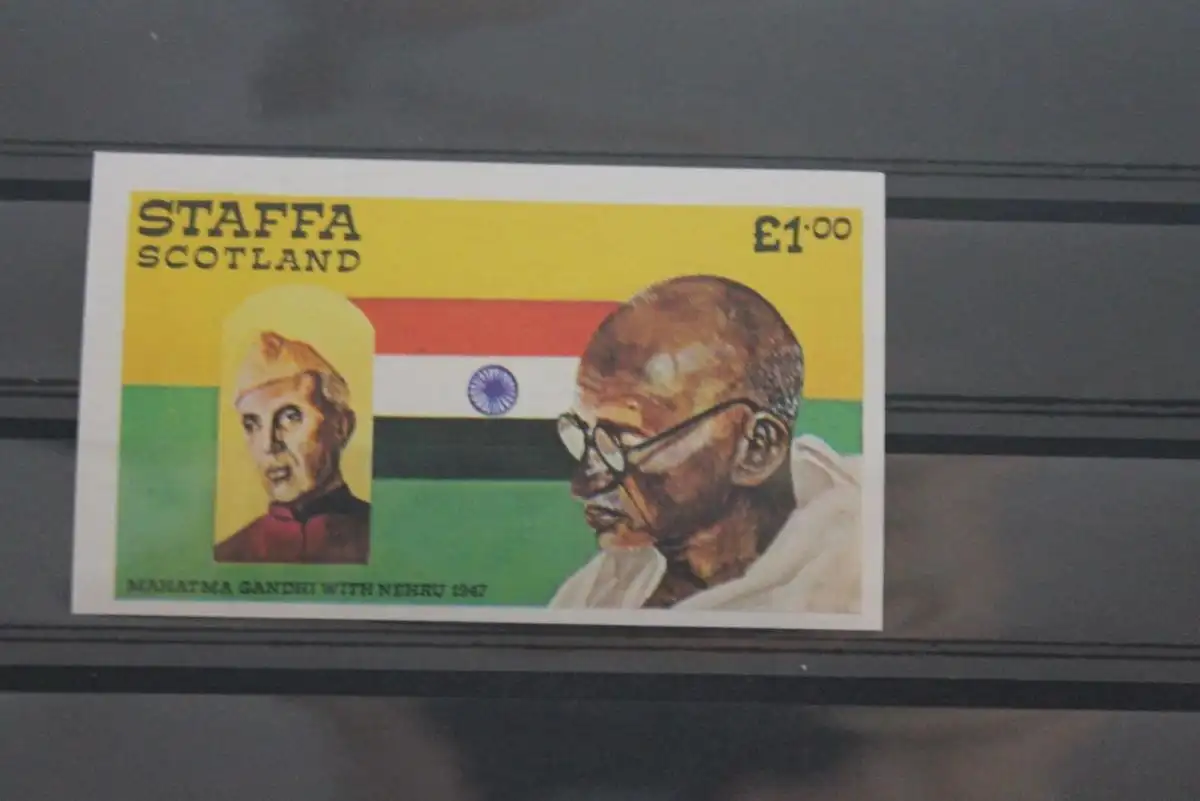 STAFFA
SCOTLAND
£1·00
MAHATMA GANDHI WITH NEHRU 1947